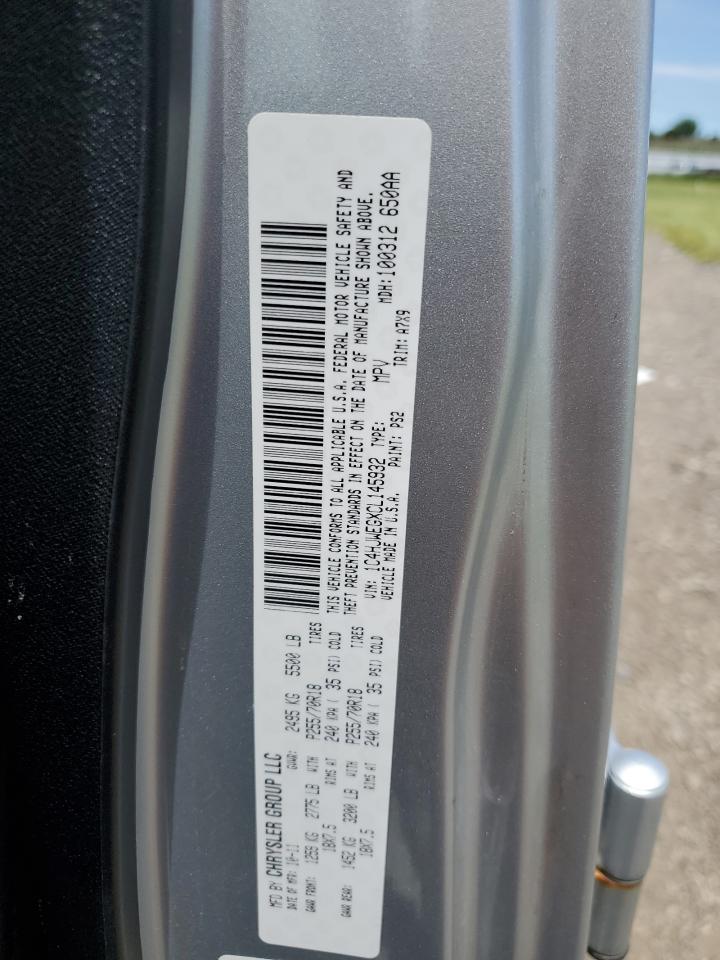 MFD BY CHRYSLER GROUP LLC
DATE OF MFR: 10-11 GVWR: 2495 KG 5500 LB
GAWR FRONT: 1259 KG 2775 LB WITH P255/70R18 TIRES
18X7.5 RIMS AT 240 KPA ( 35 PSI) COLD
GAWR REAR: 1452 KG 3200 LB WITH P255/70R18 TIRES
18X7.5 RIMS AT 240 KPA ( 35 PSI) COLD
THIS VEHICLE CONFORMS TO ALL APPLICABLE U.S.A. FEDERAL MOTOR VEHICLE SAFETY AND
THEFT PREVENTION STANDARDS IN EFFECT ON THE DATE OF MANUFACTURE SHOWN ABOVE.
VIN: 1C4HJWEGXCL145932 TYPE: MPV MDH: 100312 650AA
VEHICLE MADE IN U.S.A. PAINT: PS2 TRIM: A7X9